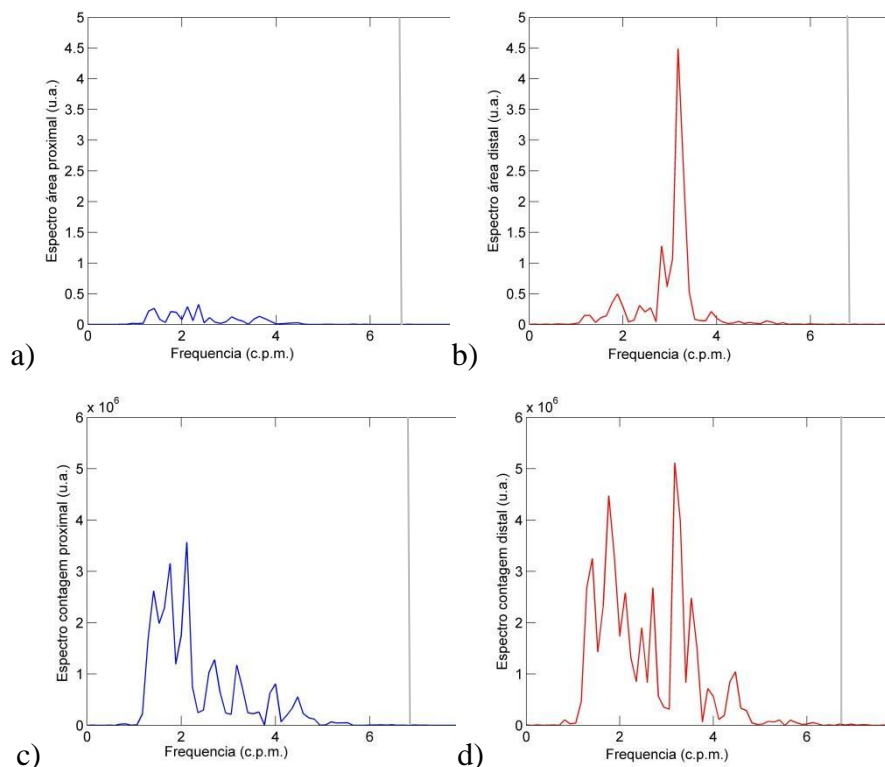 5
4.5
4
3.5
3
2.5
2
1.5
1
0.5
0
0 2 4 6
Espectro área proximal (u.a.)
Frequencia (c.p.m.)
a)
5
4.5
4
3.5
3
2.5
2
1.5
1
0.5
0
0 2 4 6
Espectro área distal (u.a.)
Frequencia (c.p.m.)
b)
x 10^6
6
5
4
3
2
1
0
0 2 4 6
Espectro contagem proximal (u.a.)
Frequencia (c.p.m.)
c)
x 10^6
6
5
4
3
2
1
0
0 2 4 6
Espectro contagem distal (u.a.)
Frequencia (c.p.m.)
d)